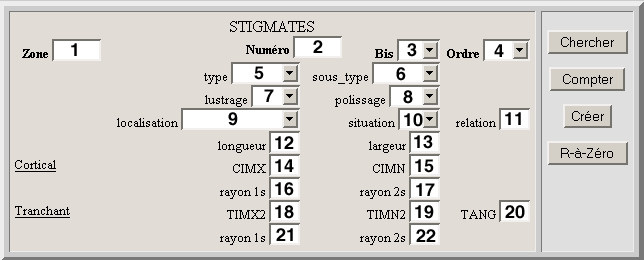 STIGMATES
Zone 1 Numéro 2 Bis 3 Ordre 4
type 5 sous_type 6
lustrage 7 polissage 8
localisation 9 situation 10 relation 11
longueur 12 largeur 13
Cortical CIMX 14 CIMN 15
rayon 1s 16 rayon 2s 17
Tranchant TIMX2 18 TIMN2 19 TANG 20
rayon 1s 21 rayon 2s 22
Chercher
Compter
Créer
R-à-Zéro